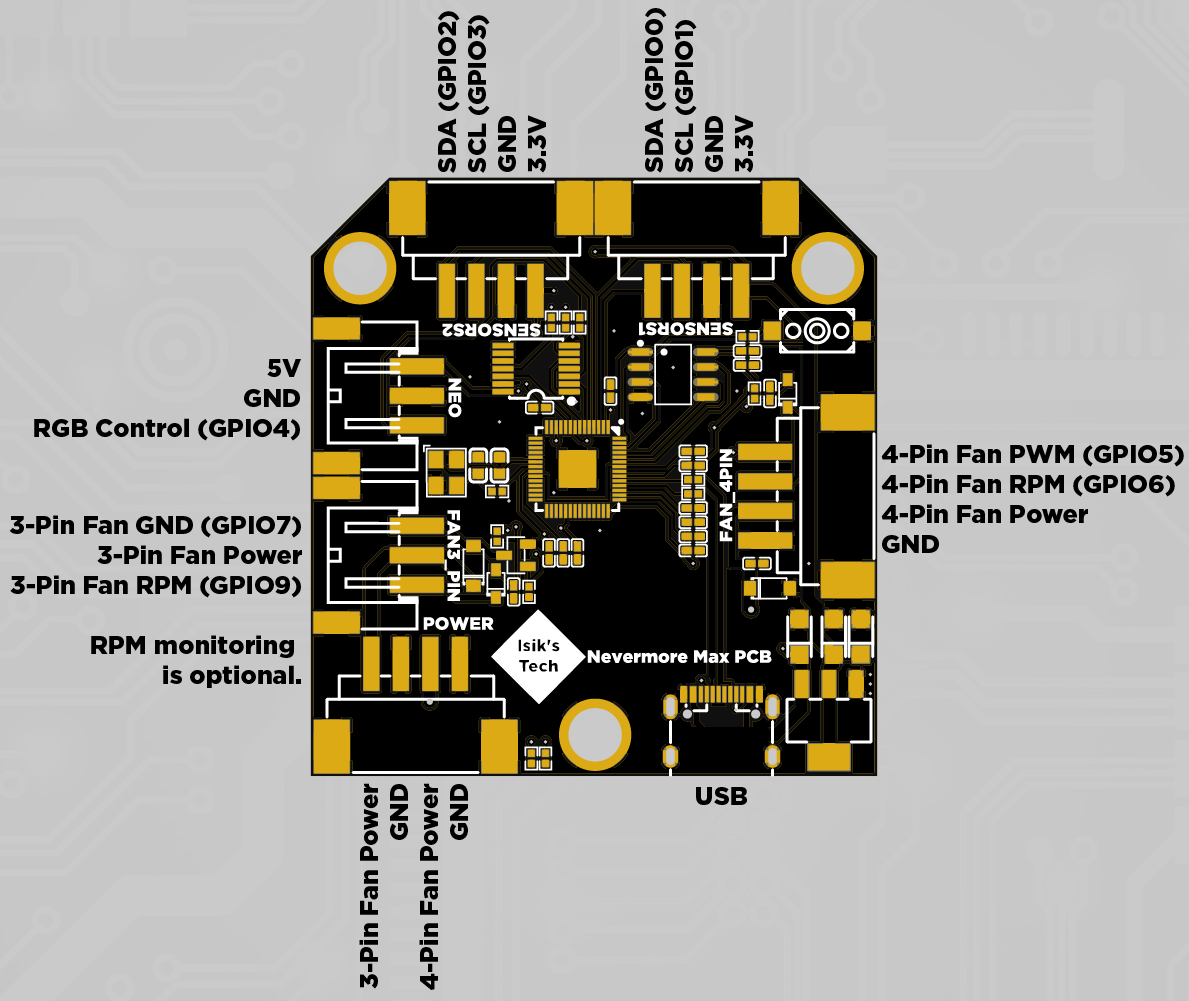 SDA (GPIO2)
SCL (GPIO3)
GND
3.3V
SDA (GPIO0)
SCL (GPIO1)
GND
3.3V
SENSORS2
SENSORS1
5V
GND
RGB Control (GPIO4)
NEO
3-Pin Fan GND (GPIO7)
3-Pin Fan Power
3-Pin Fan RPM (GPIO9)
FAN3_PIN
RPM monitoring
is optional.
FAN_4PIN
4-Pin Fan PWM (GPIO5)
4-Pin Fan RPM (GPIO6)
4-Pin Fan Power
GND
POWER
Isik's
Tech
Nevermore Max PCB
USB
3-Pin Fan Power
GND
4-Pin Fan Power
GND